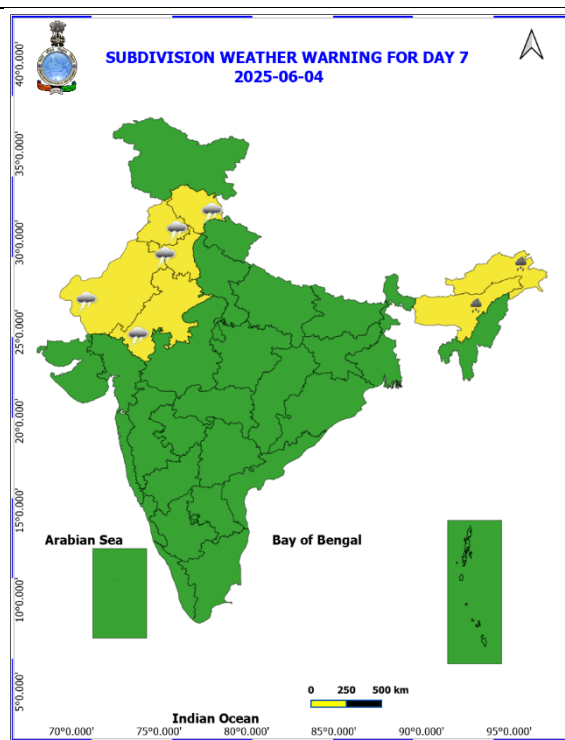 SUBDIVISION WEATHER WARNING FOR DAY 7
2025-06-04
40°0.000'
35°0.000'
30°0.000'
25°0.000'
20°0.000'
15°0.000'
10°0.000'
5°0.000'
Arabian Sea
Bay of Bengal
0 250 500 km
Indian Ocean
70°0.000' 75°0.000' 80°0.000' 85°0.000' 90°0.000' 95°0.000'